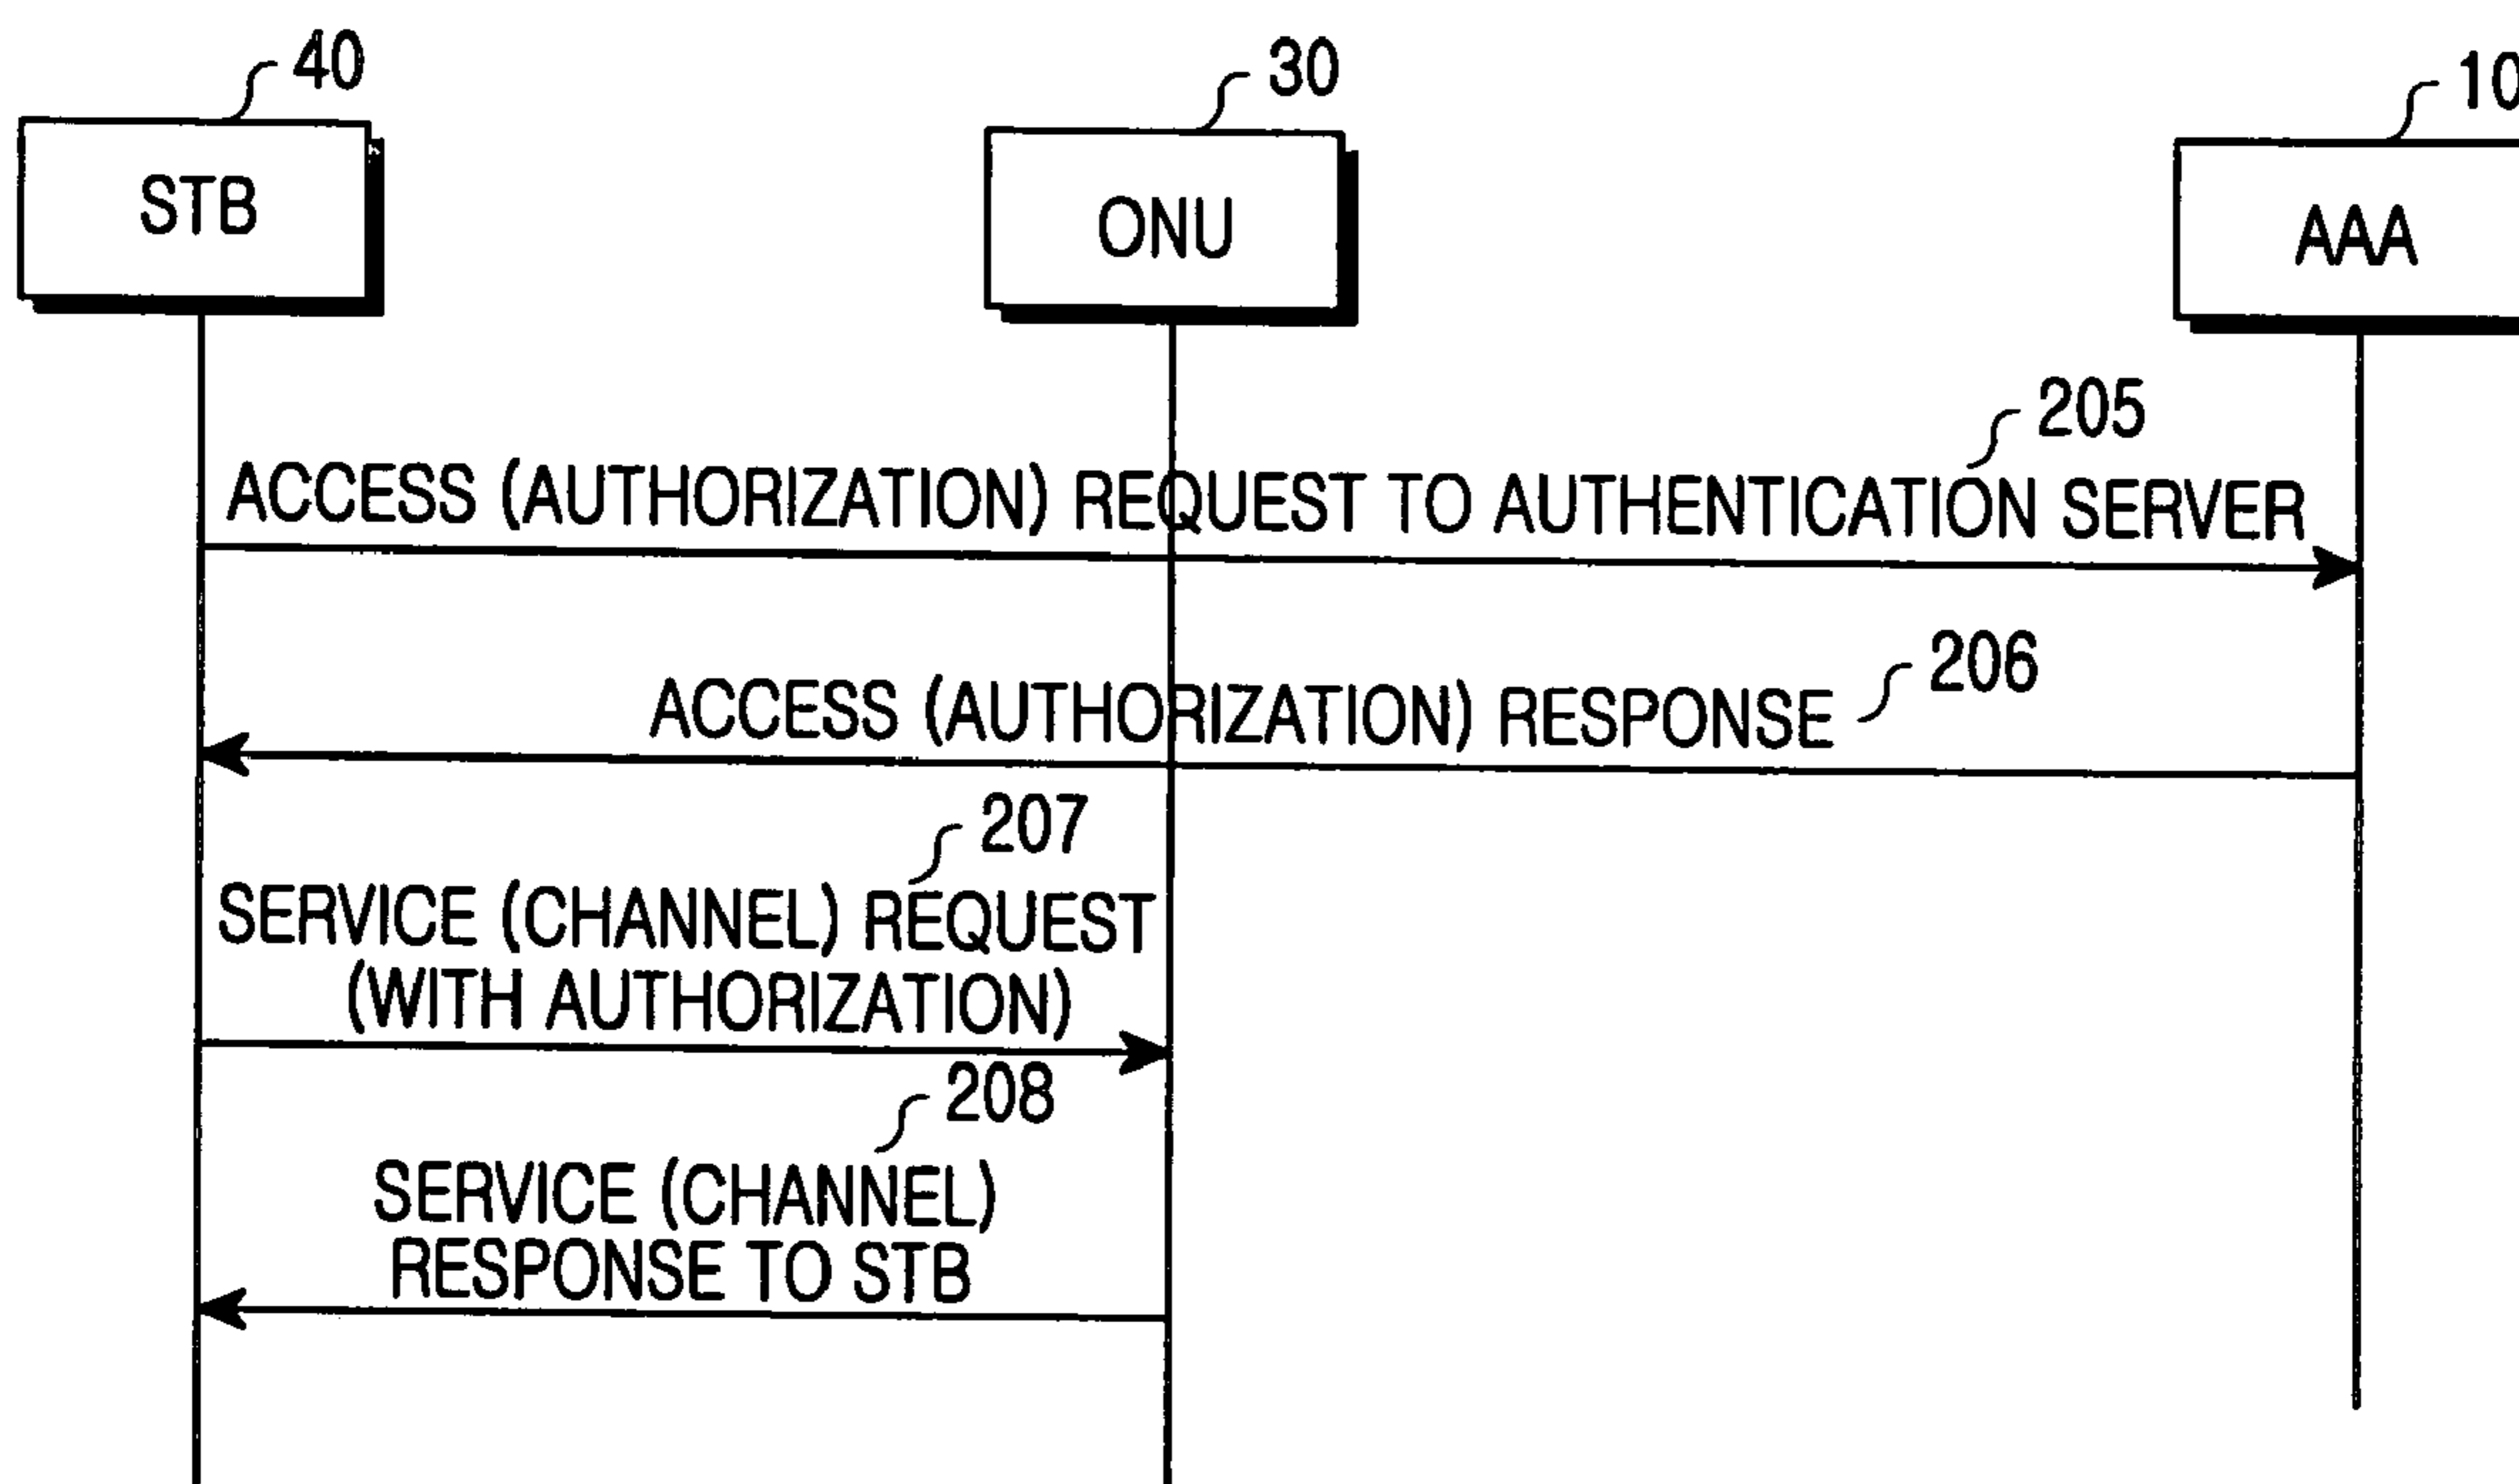 40
30
10
STB
ONU
AAA
205
ACCESS (AUTHORIZATION) REQUEST TO AUTHENTICATION SERVER
206
ACCESS (AUTHORIZATION) RESPONSE
207
SERVICE (CHANNEL) REQUEST
(WITH AUTHORIZATION)
208
SERVICE (CHANNEL)
RESPONSE TO STB